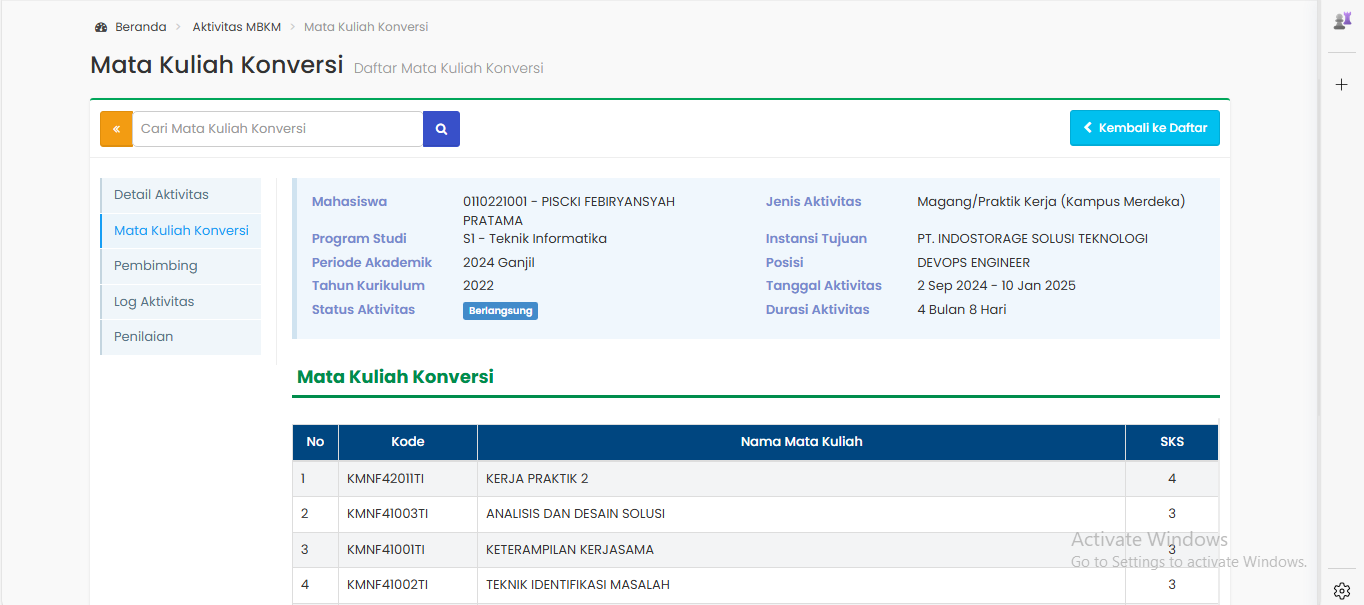 Beranda > Aktivitas MBKM > Mata Kuliah Konversi
Mata Kuliah Konversi Daftar Mata Kuliah Konversi
« Cari Mata Kuliah Konversi
Kembali ke Daftar
Detail Aktivitas
Mata Kuliah Konversi
Pembimbing
Log Aktivitas
Penilaian
Mahasiswa 0110221001 - PISCKI FEBIRYANSYAH PRATAMA
Program Studi S1 - Teknik Informatika
Periode Akademik 2024 Ganjil
Tahun Kurikulum 2022
Status Aktivitas Berlangsung
Jenis Aktivitas Magang/Praktik Kerja (Kampus Merdeka)
Instansi Tujuan PT. INDOSTORAGE SOLUSI TEKNOLOGI
Posisi DEVOPS ENGINEER
Tanggal Aktivitas 2 Sep 2024 - 10 Jan 2025
Durasi Aktivitas 4 Bulan 8 Hari
Mata Kuliah Konversi
No Kode Nama Mata Kuliah SKS
1 KMNF42011TI KERJA PRAKTIK 2 4
2 KMNF41003TI ANALISIS DAN DESAIN SOLUSI 3
3 KMNF41001TI KETERAMPILAN KERJASAMA 3
4 KMNF41002TI TEKNIK IDENTIFIKASI MASALAH 3
Activate Windows
Go to Settings to activate Windows.